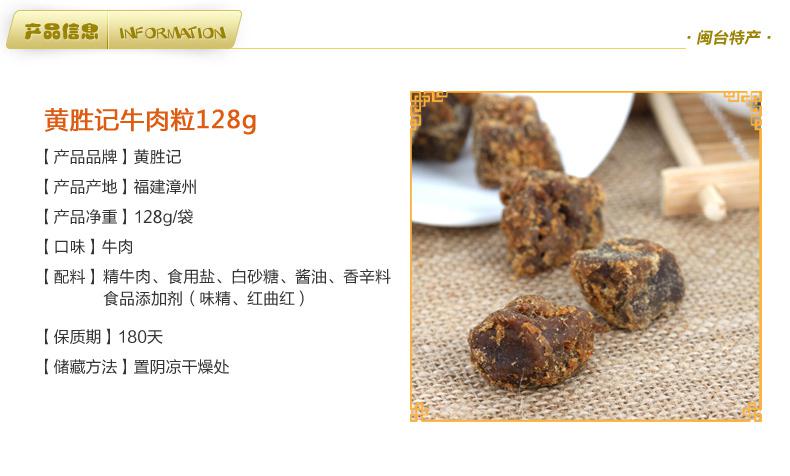 产品信息 INFORMATION
· 闽台特产 ·
黄胜记牛肉粒128g
【产品品牌】黄胜记
【产品产地】福建漳州
【产品净重】128g/袋
【口味】牛肉
【配料】精牛肉、食用盐、白砂糖、酱油、香辛料
食品添加剂（味精、红曲红）
【保质期】180天
【储藏方法】置阴凉干燥处